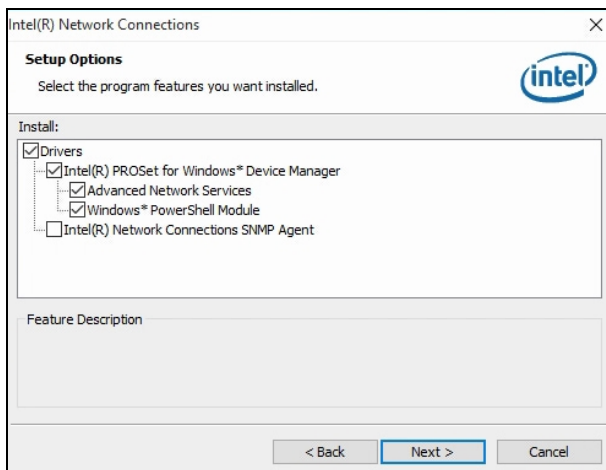 Intel(R) Network Connections
Setup Options
Select the program features you want installed.
intel
Install:
Drivers
Intel(R) PROSet for Windows* Device Manager
Advanced Network Services
Windows* PowerShell Module
Intel(R) Network Connections SNMP Agent
Feature Description
< Back Next > Cancel